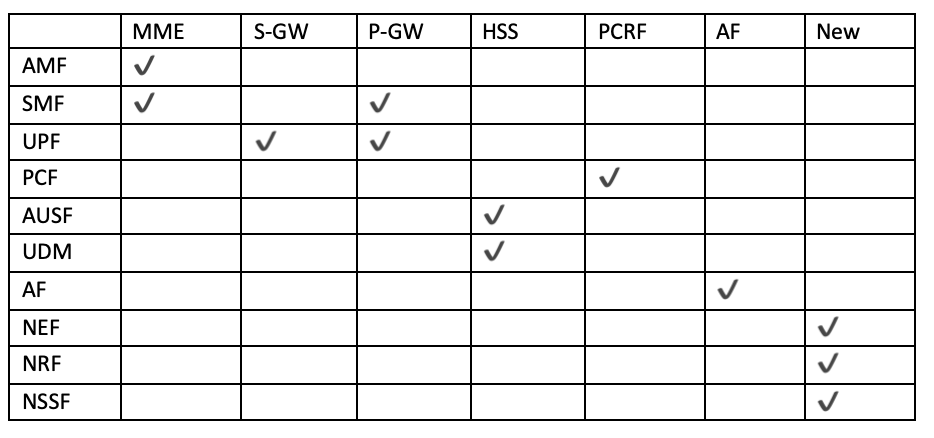 MME S-GW P-GW HSS PCRF AF New
AMF ✓
SMF ✓ ✓
UPF ✓ ✓
PCF ✓
AUSF ✓
UDM ✓
AF ✓
NEF ✓
NRF ✓
NSSF ✓